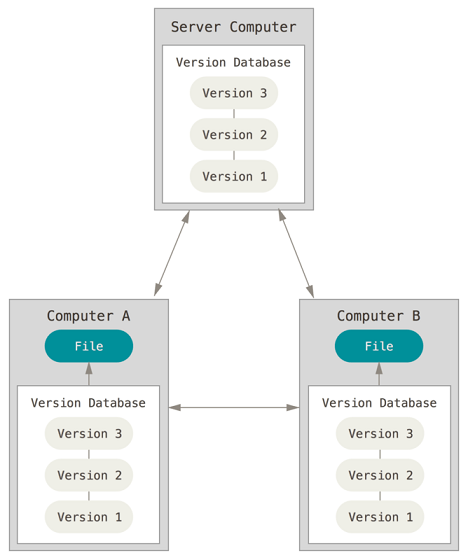 Server Computer
Version Database
Version 3
Version 2
Version 1
Computer A
File
Version Database
Version 3
Version 2
Version 1
Computer B
File
Version Database
Version 3
Version 2
Version 1